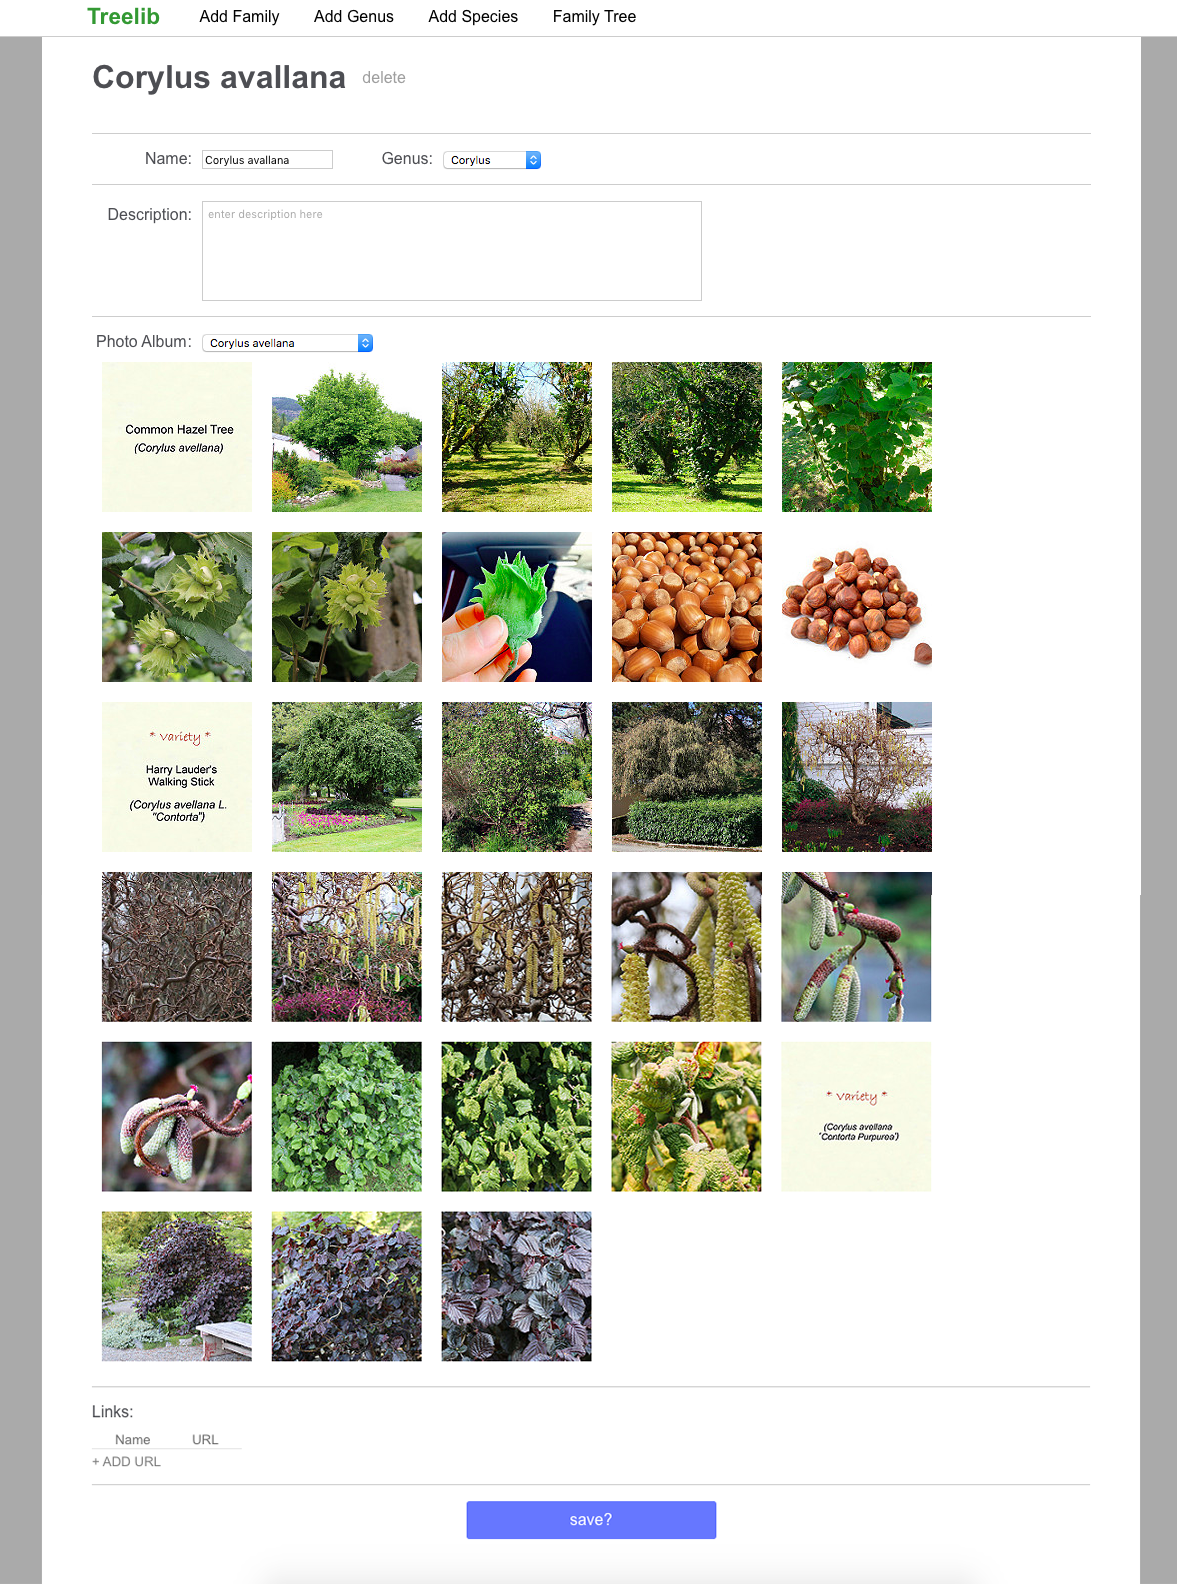 Treelib Add Family Add Genus Add Species Family Tree
Corylus avallana delete
Name: Corylus avallana Genus: Corylus
Description: enter description here
Photo Album: Corylus avellana
Common Hazel Tree
(Corylus avellana)
* Variety *
Harry Lauder's
Walking Stick
(Corylus avellana L.
"Contorta")
* Variety *
(Corylus avellana
'Contorta Purpurea')
Links:
Name URL
+ ADD URL
save?